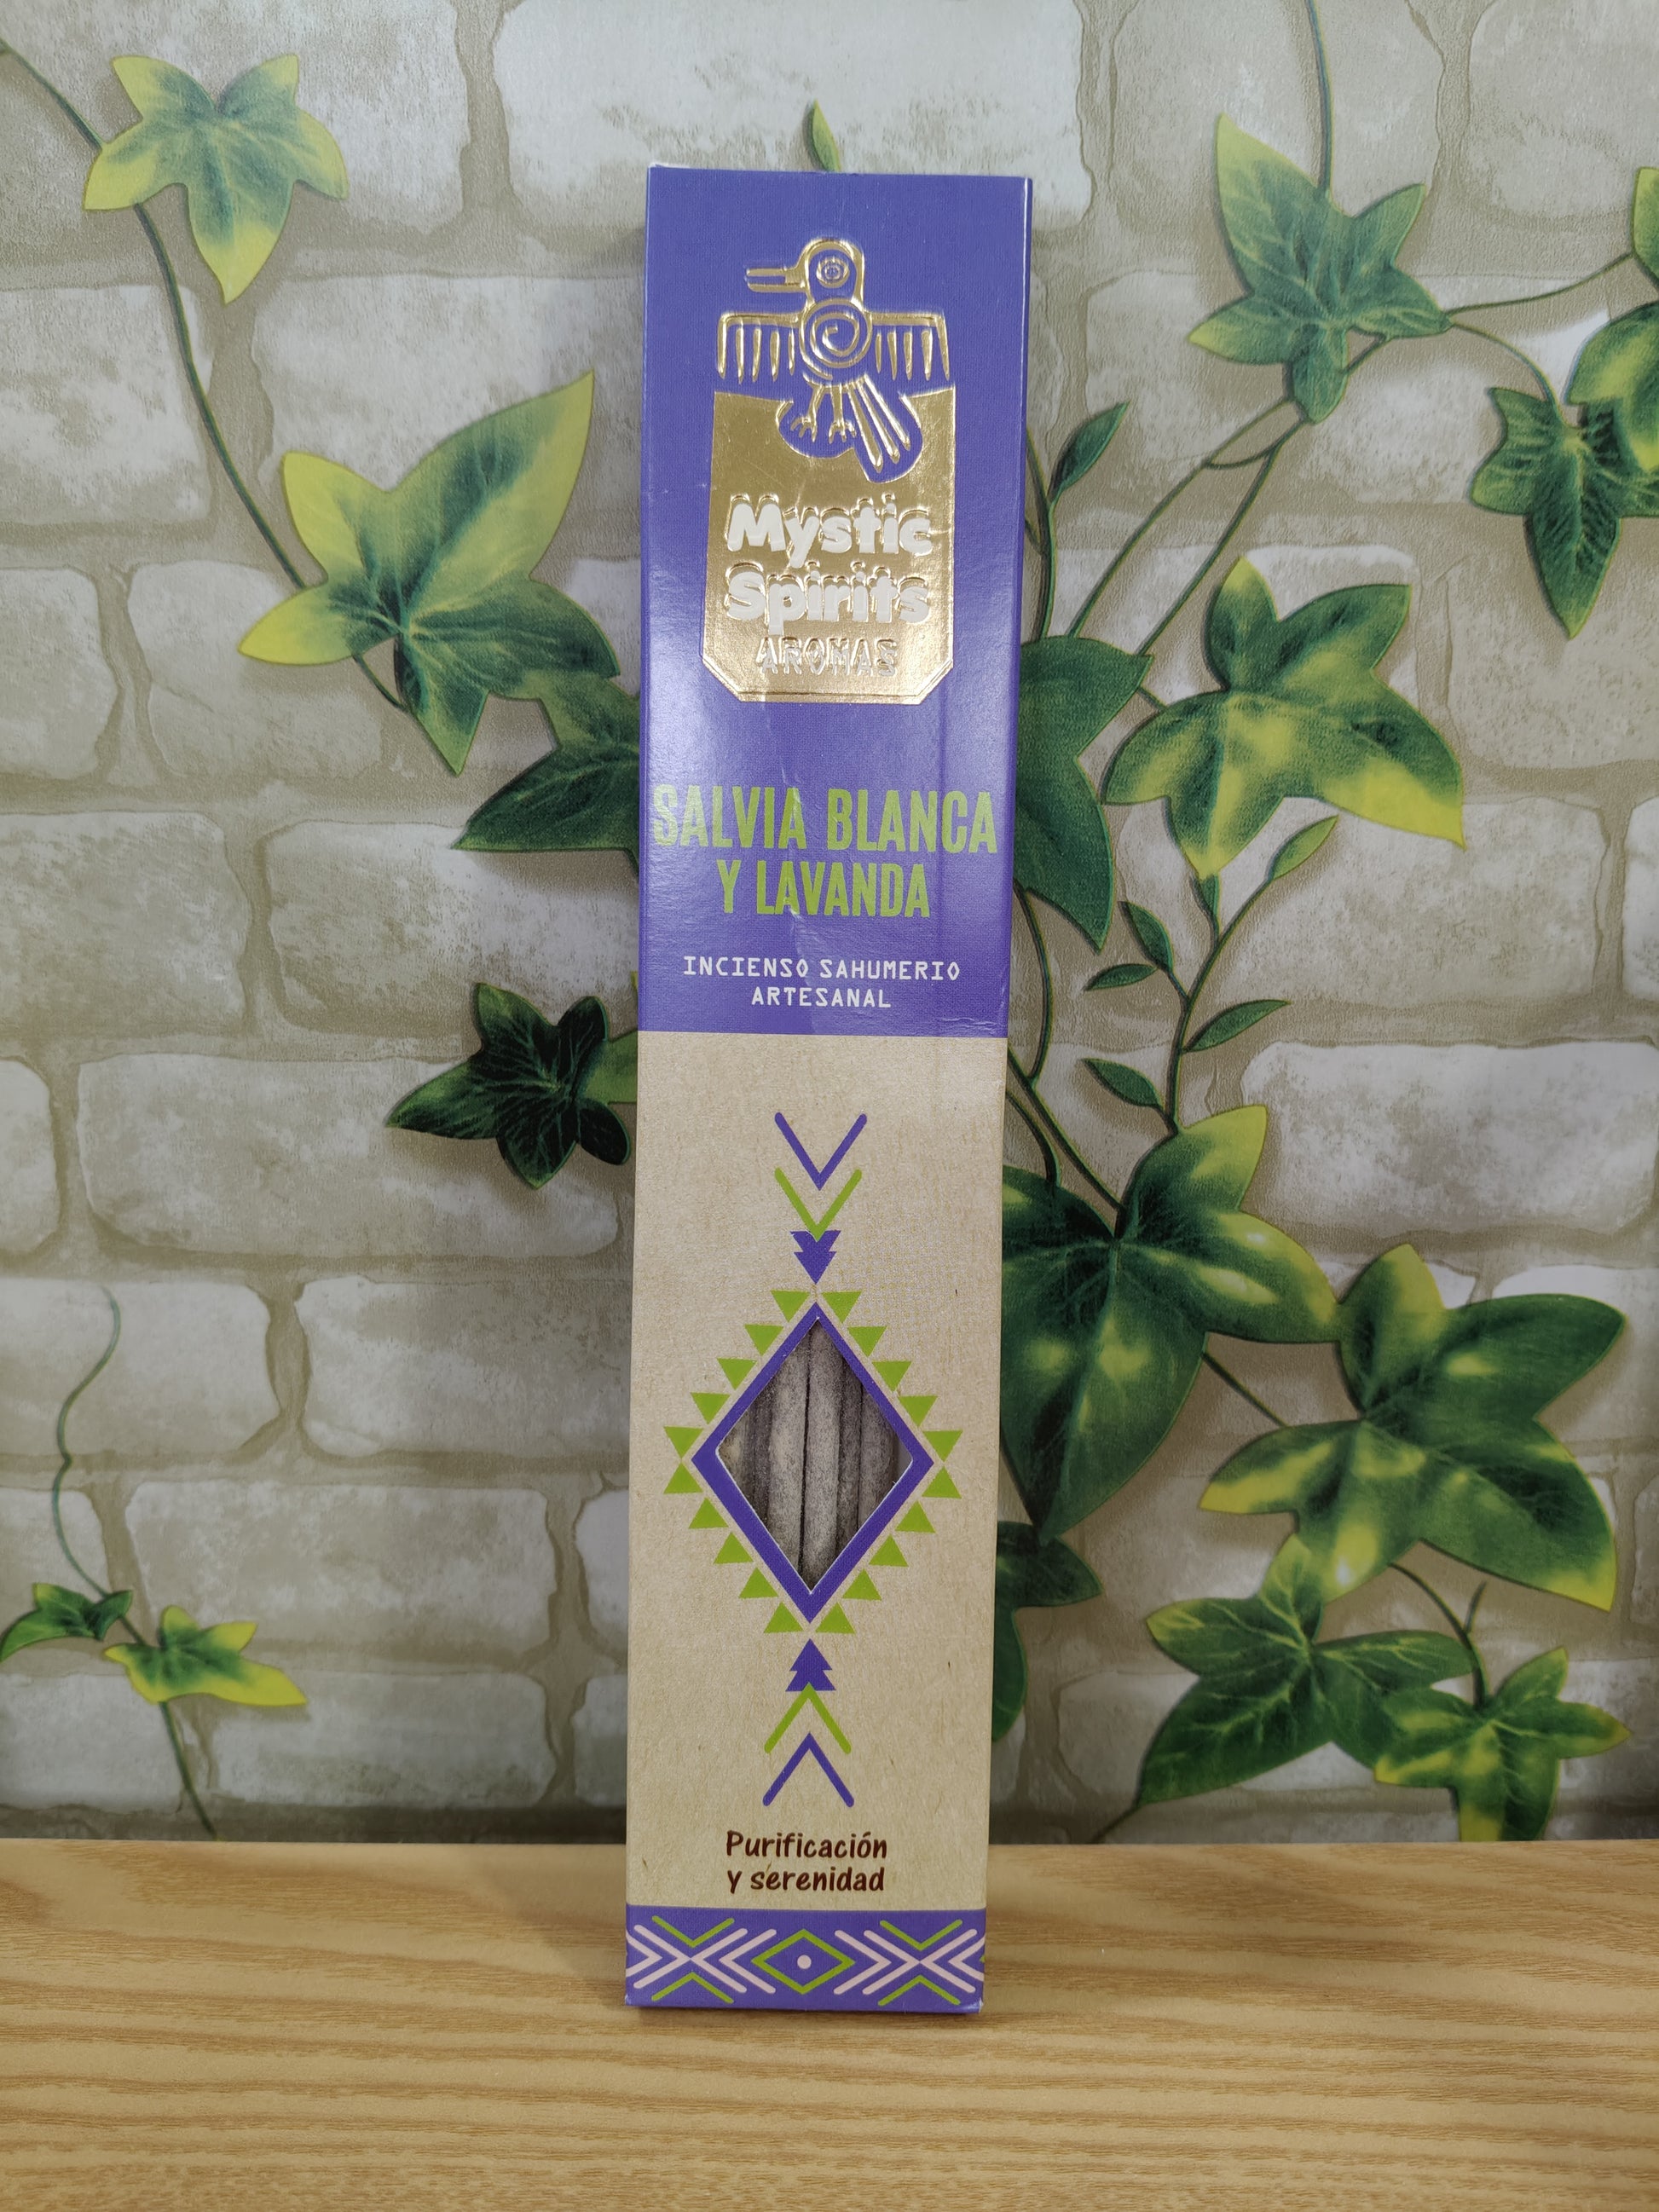 Mystic
Spirits
AROMAS
SALVIA BLANCA
Y LAVANDA
INCIENSO SAHUMERIO
ARTESANAL
Purificación
y serenidad